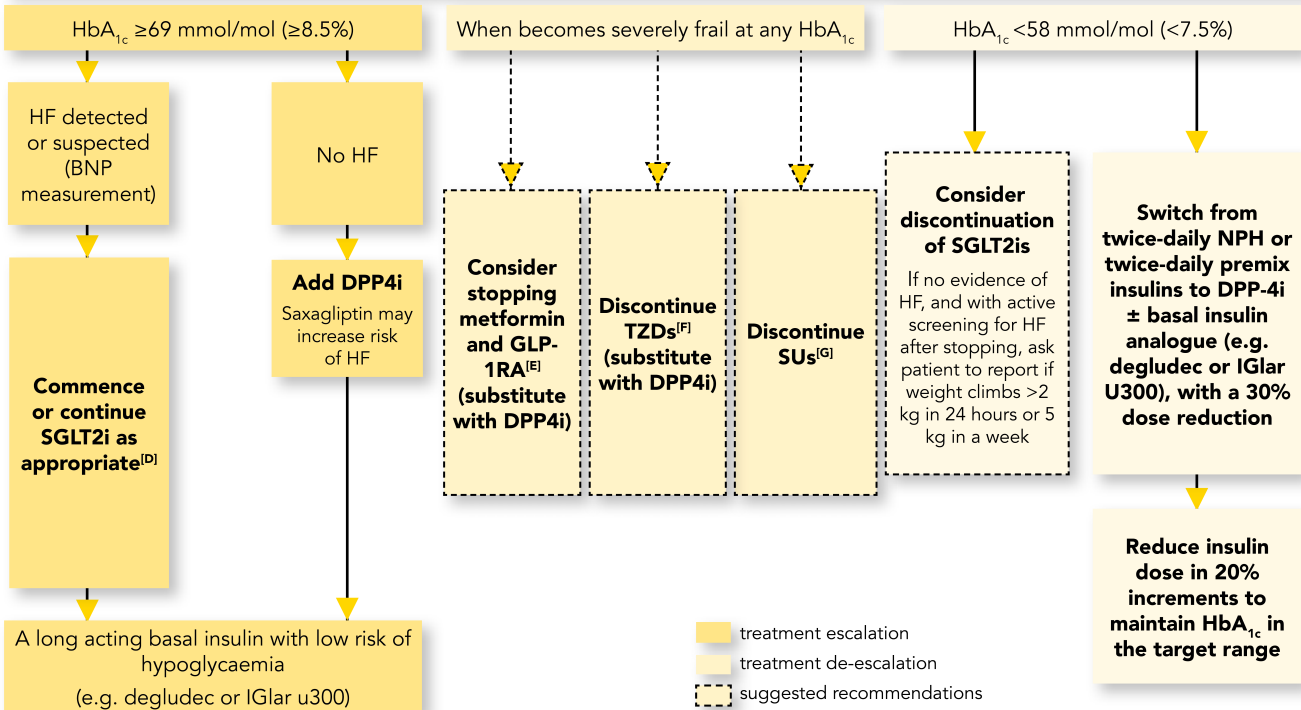 HbA1c ≥69 mmol/mol (≥8.5%)
HF detected
or suspected
(BNP
measurement)
Commence
or continue
SGLT2i as
appropriate[D]
No HF
Add DPP4i
Saxagliptin may
increase risk
of HF
A long acting basal insulin with low risk of
hypoglycaemia
(e.g. degludec or IGlar u300)
When becomes severely frail at any HbA1c
Consider
stopping
metformin
and GLP-
1RA[E]
(substitute
with DPP4i)
Discontinue
TZDs[F]
(substitute
with DPP4i)
Discontinue
SUs[G]
HbA1c <58 mmol/mol (<7.5%)
Consider
discontinuation
of SGLT2is
If no evidence of
HF, and with active
screening for HF
after stopping, ask
patient to report if
weight climbs >2
kg in 24 hours or 5
kg in a week
Switch from
twice-daily NPH or
twice-daily premix
insulins to DPP-4i
± basal insulin
analogue (e.g.
degludec or IGlar
U300), with a 30%
dose reduction
Reduce insulin
dose in 20%
increments to
maintain HbA1c in
the target range
treatment escalation
treatment de-escalation
suggested recommendations